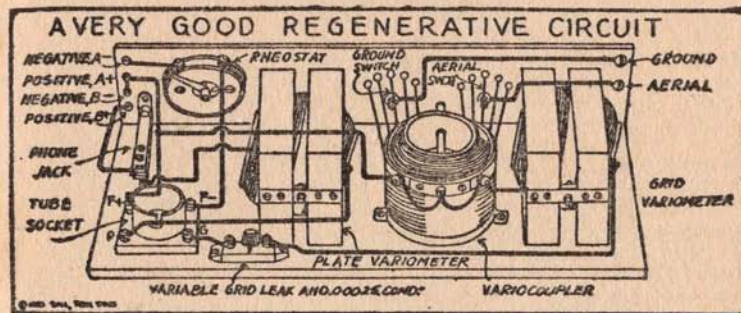 A VERY GOOD REGENERATIVE CIRCUIT
NEGATIVE A-
POSITIVE, A+
NEGATIVE, B-
POSITIVE, B+
PHONE
JACK
TUBE
SOCKET
RHEOSTAT
GROUND
SWITCH
AERIAL
SWITCH
GROUND
AERIAL
GRID
VARIOMETER
F+
F-
P
G
PLATE VARIOMETER
VARIABLE GRID LEAK AND .00025 COND.
VARIOCOUPLER